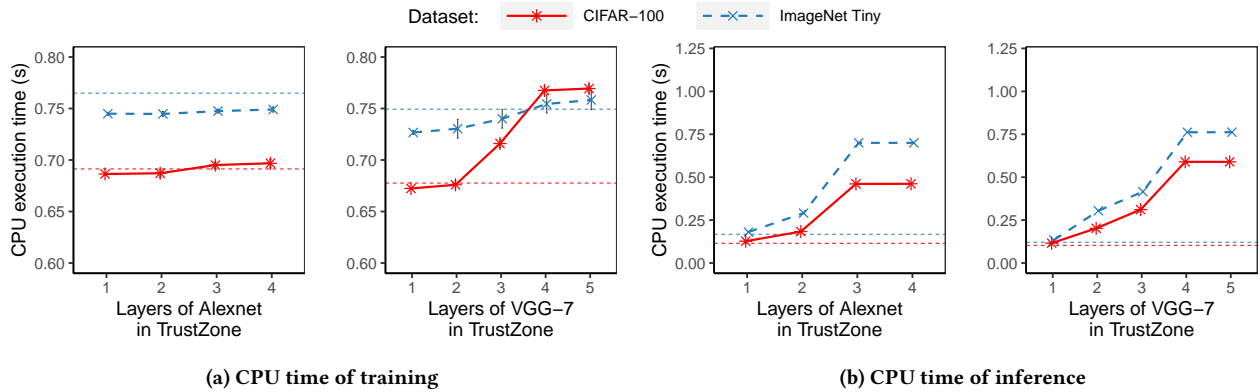 Dataset: CIFAR−100 ImageNet Tiny
CPU execution time (s)
0.80
0.75
0.70
0.65
0.60
1 2 3 4
Layers of Alexnet
in TrustZone
0.80
0.75
0.70
0.65
0.60
1 2 3 4 5
Layers of VGG−7
in TrustZone
(a) CPU time of training
CPU execution time (s)
1.25
1.00
0.75
0.50
0.25
0.00
1 2 3 4
Layers of Alexnet
in TrustZone
1.25
1.00
0.75
0.50
0.25
0.00
1 2 3 4 5
Layers of VGG−7
in TrustZone
(b) CPU time of inference